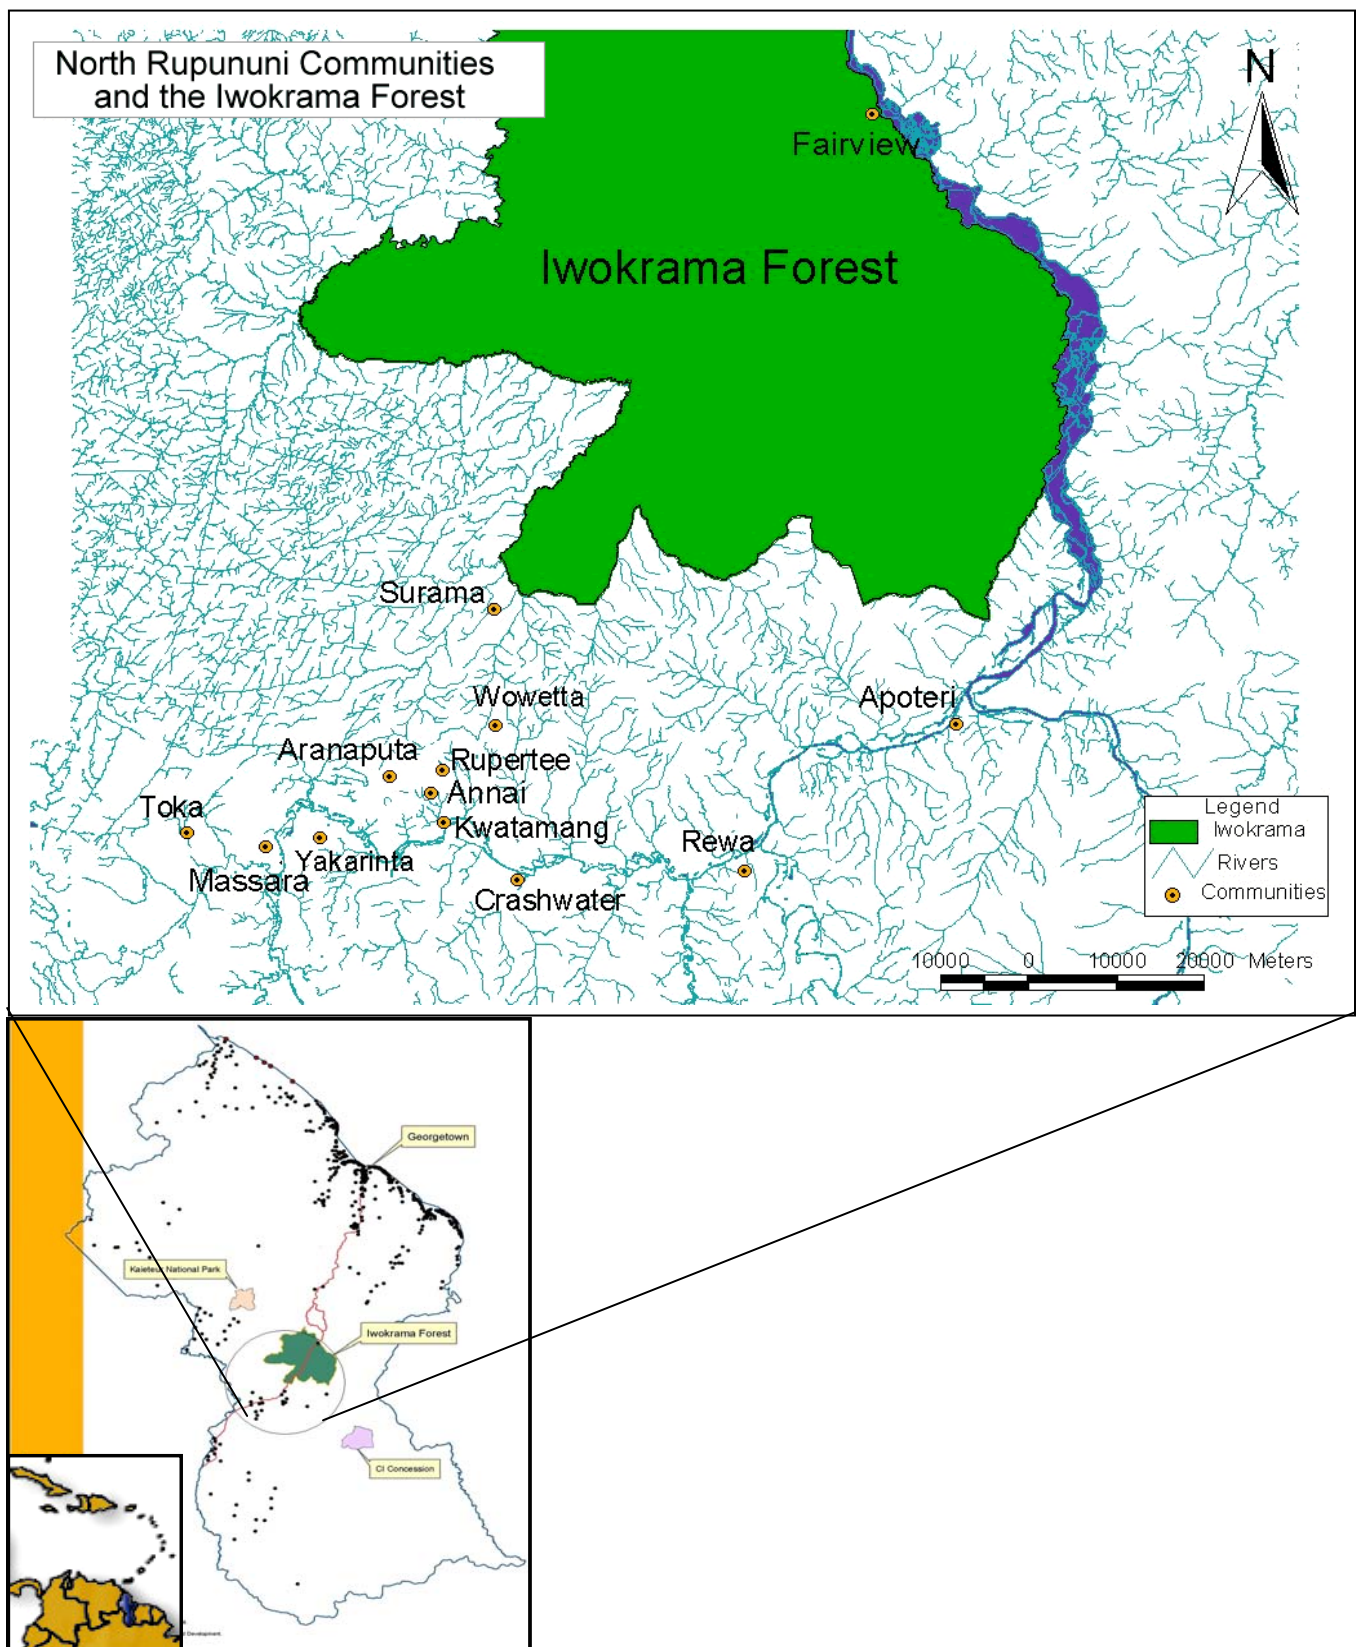 North Rupununi Communities
and the Iwokrama Forest
N
Fairview
Iwokrama Forest
Surama
Wowetta
Apoteri
Aranaputa
Rupertee
Annai
Toka
Kwatamang
Rewa
Yakarinta
Massara
Crashwater
Legend
Iwokrama
Rivers
Communities
10000 0 10000 20000 Meters
Georgetown
Kaieteur National Park
Iwokrama Forest
CI Concession
Development.